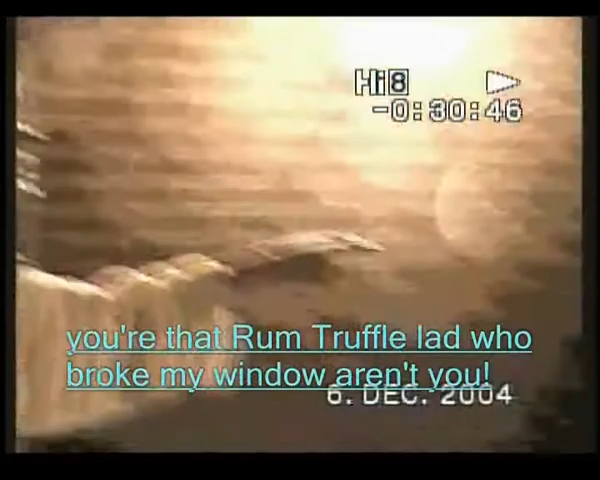 Hi8
-0:30:46
you're that Rum Truffle lad who
broke my window aren't you!
6. DEC. 2004